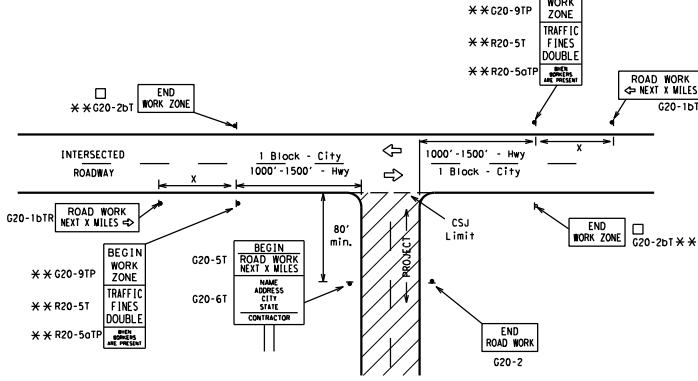 WORK
ZONE
**G20-9TP
TRAFFIC
FINES
DOUBLE
**R20-5T
WHEN
WORKERS
ARE PRESENT
**R20-5aTP
ROAD WORK
⇦ NEXT X MILES
G20-1bT
END
WORK ZONE
□
**G20-2bT
INTERSECTED
ROADWAY
1 Block - City
1000'-1500' - Hwy
X
1000'-1500' - Hwy
1 Block - City
X
G20-1bTR
ROAD WORK
NEXT X MILES ⇨
BEGIN
WORK
ZONE
**G20-9TP
TRAFFIC
FINES
DOUBLE
**R20-5T
WHEN
WORKERS
ARE PRESENT
**R20-5aTP
G20-5T
BEGIN
ROAD WORK
NEXT X MILES
G20-6T
NAME
ADDRESS
CITY
STATE
CONTRACTOR
80'
min.
PROJECT
CSJ
Limit
END
WORK ZONE
□
G20-2bT**
END
ROAD WORK
G20-2